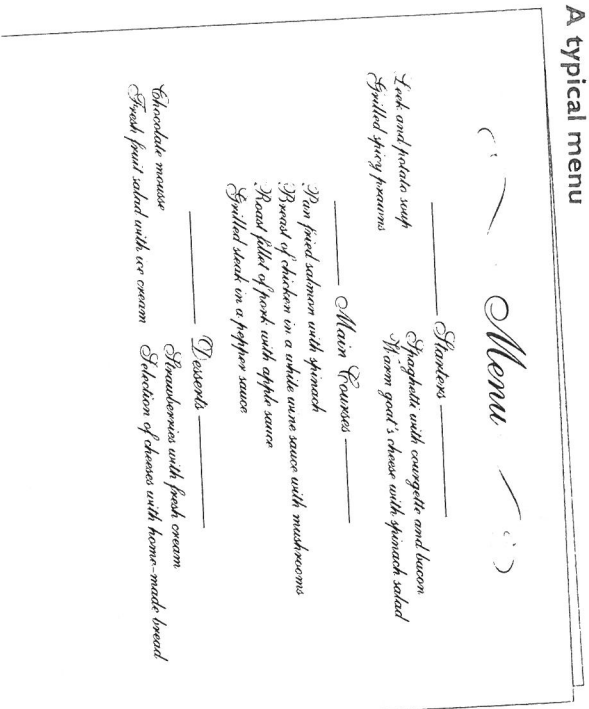 A typical menu
Menu
Starters
Leek and potato soup
Grilled spicy prawns
Spaghetti with courgette and bacon
Warm goat's cheese with spinach salad
Main Courses
Pan fried salmon with spinach
Breast of chicken in a white wine sauce with mushrooms
Roast fillet of pork with apple sauce
Grilled steak in a pepper sauce
Desserts
Chocolate mousse
Fresh fruit salad with ice cream
Strawberries with fresh cream
Selection of cheeses with home-made bread